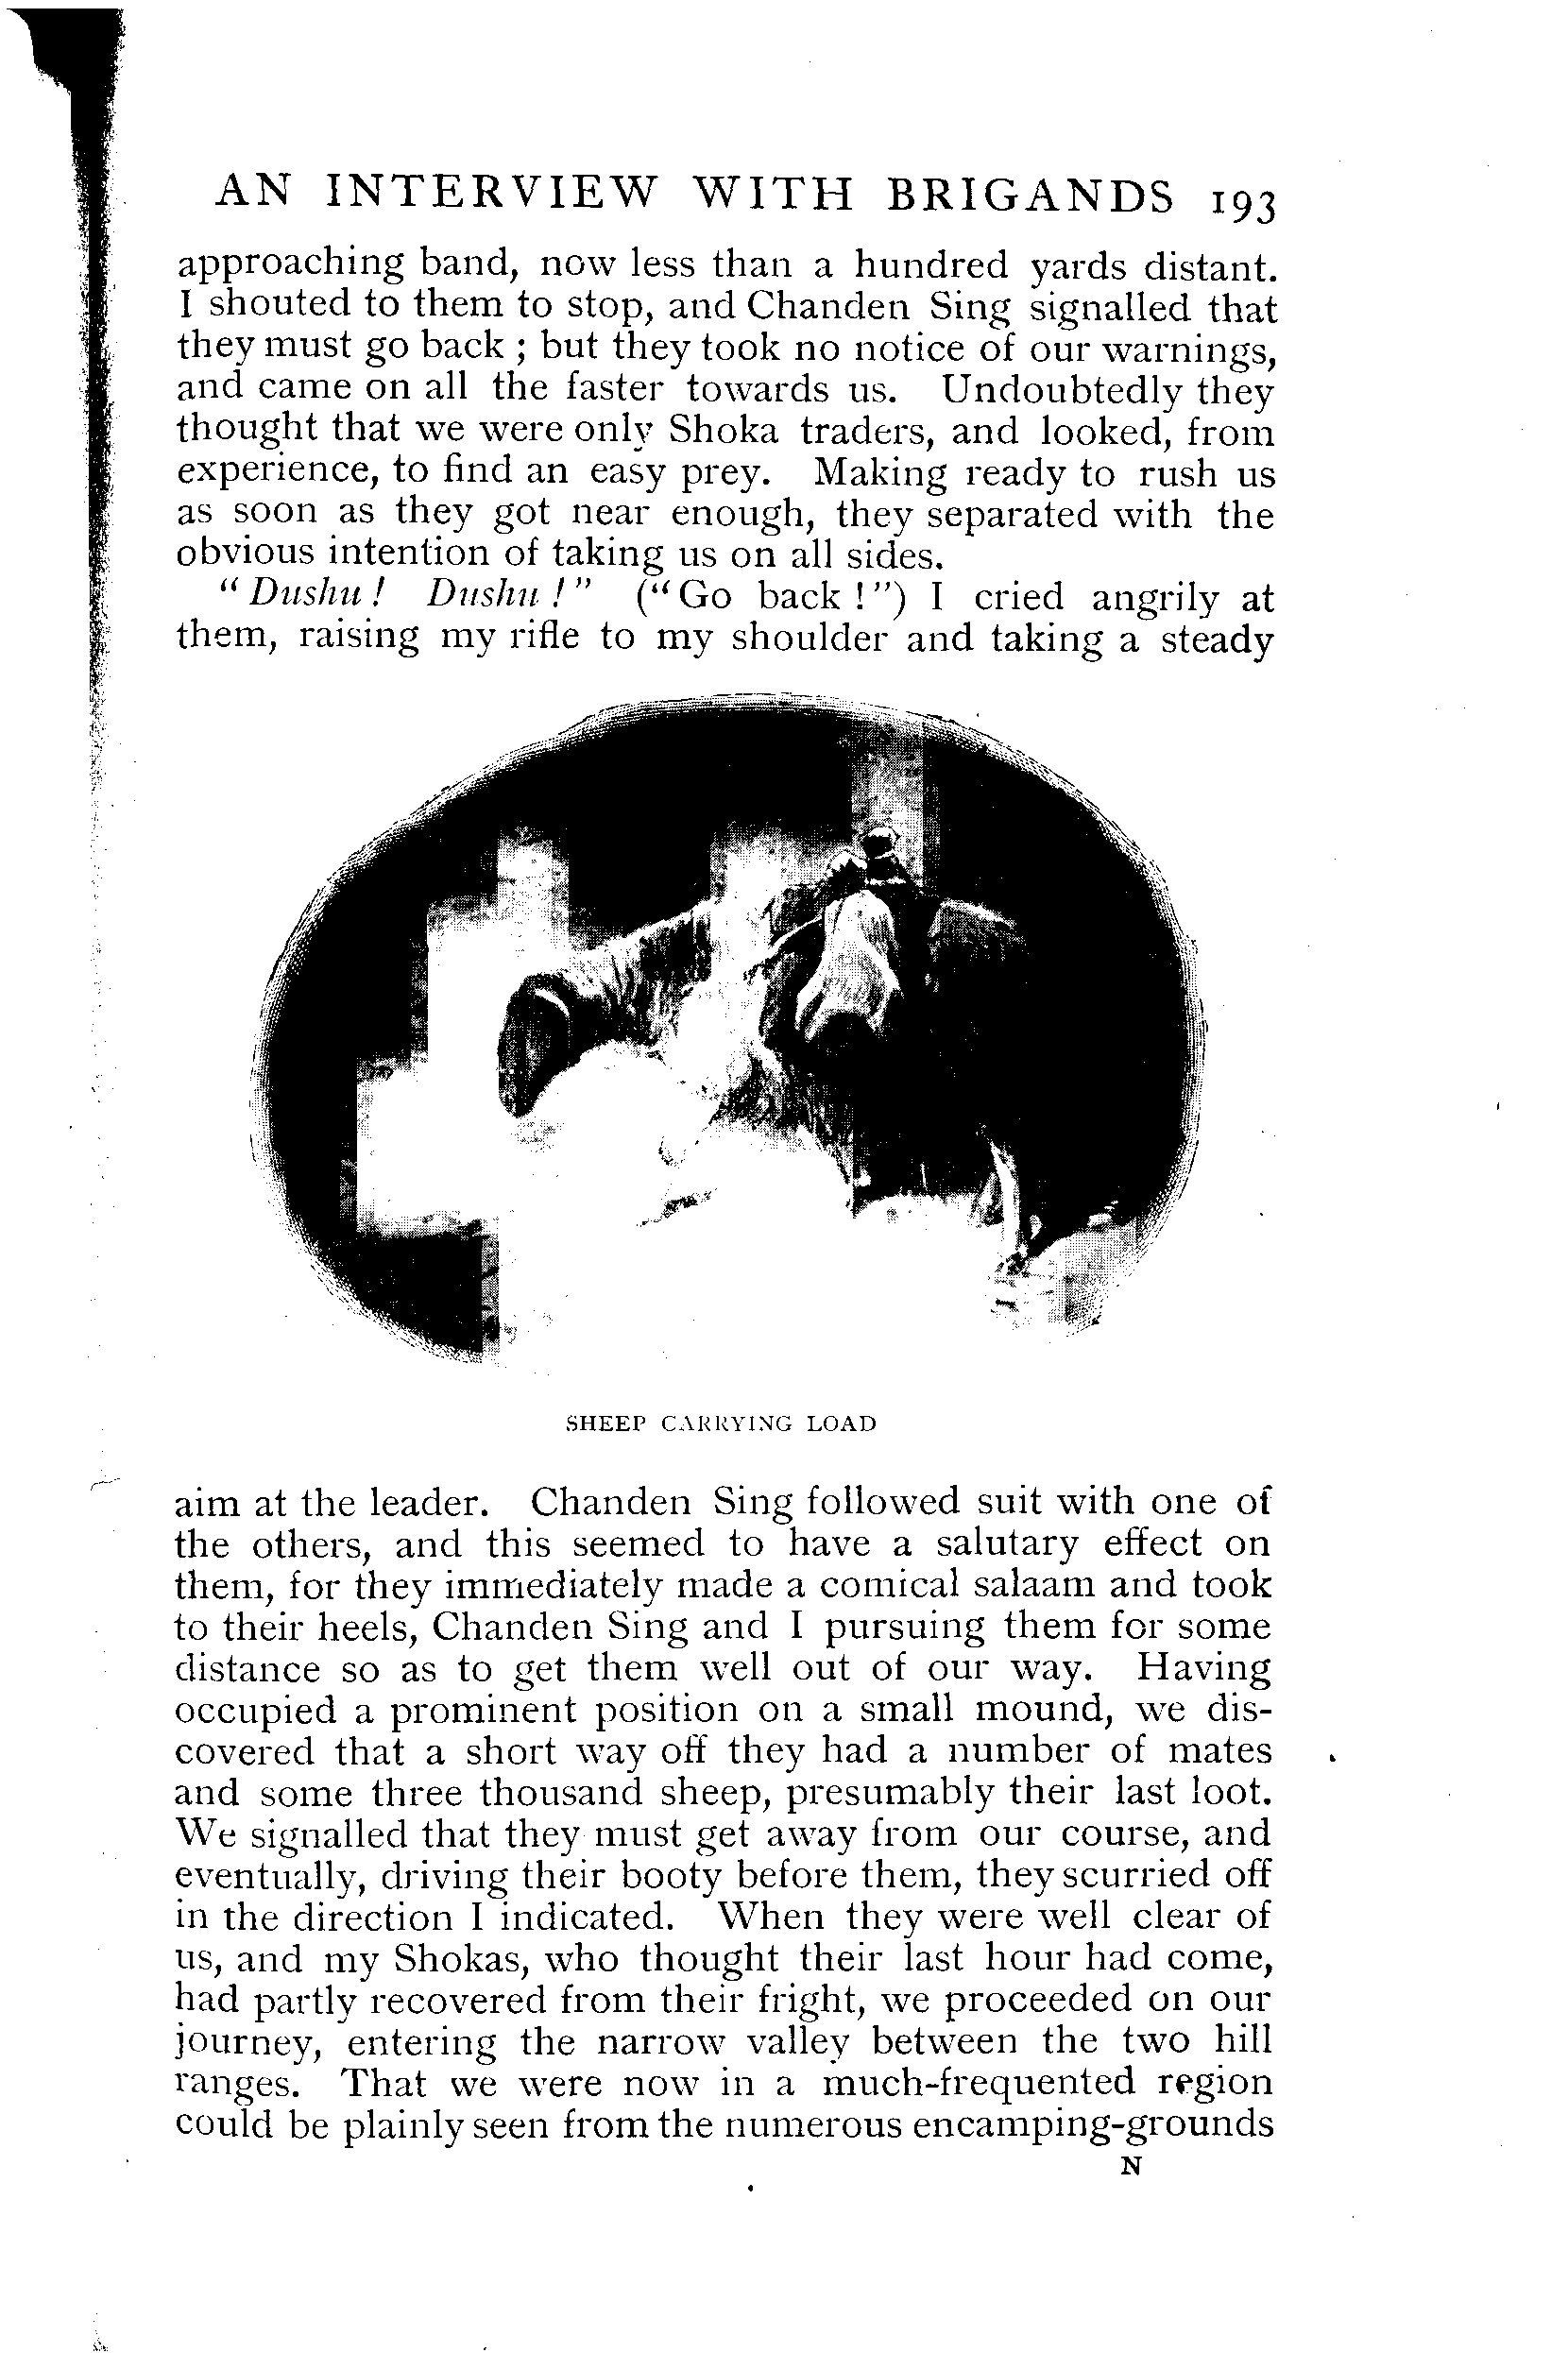 AN INTERVIEW WITH BRIGANDS 193
approaching band, now less than a hundred yards distant.
I shouted to them to stop, and Chanden Sing signalled that
they must go back ; but they took no notice of our warnings,
and came on all the faster towards us. Undoubtedly they
thought that we were only Shoka traders, and looked, from
experience, to find an easy prey. Making ready to rush us
as soon as they got near enough, they separated with the
obvious intention of taking us on all sides.
“Dushu! Dushu!” (“Go back!”) I cried angrily at
them, raising my rifle to my shoulder and taking a steady
SHEEP CARRYING LOAD
aim at the leader. Chanden Sing followed suit with one of
the others, and this seemed to have a salutary effect on
them, for they immediately made a comical salaam and took
to their heels, Chanden Sing and I pursuing them for some
distance so as to get them well out of our way. Having
occupied a prominent position on a small mound, we dis-
covered that a short way off they had a number of mates
and some three thousand sheep, presumably their last loot.
We signalled that they must get away from our course, and
eventually, driving their booty before them, they scurried off
in the direction I indicated. When they were well clear of
us, and my Shokas, who thought their last hour had come,
had partly recovered from their fright, we proceeded on our
journey, entering the narrow valley between the two hill
ranges. That we were now in a much-frequented region
could be plainly seen from the numerous encamping-grounds
N